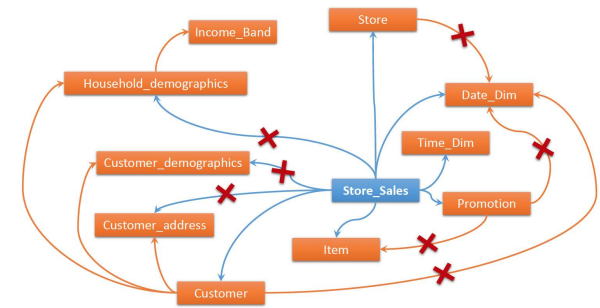 Store
Income_Band
Household_demographics
Date_Dim
Time_Dim
Customer_demographics
Store_Sales
Promotion
Customer_address
Item
Customer